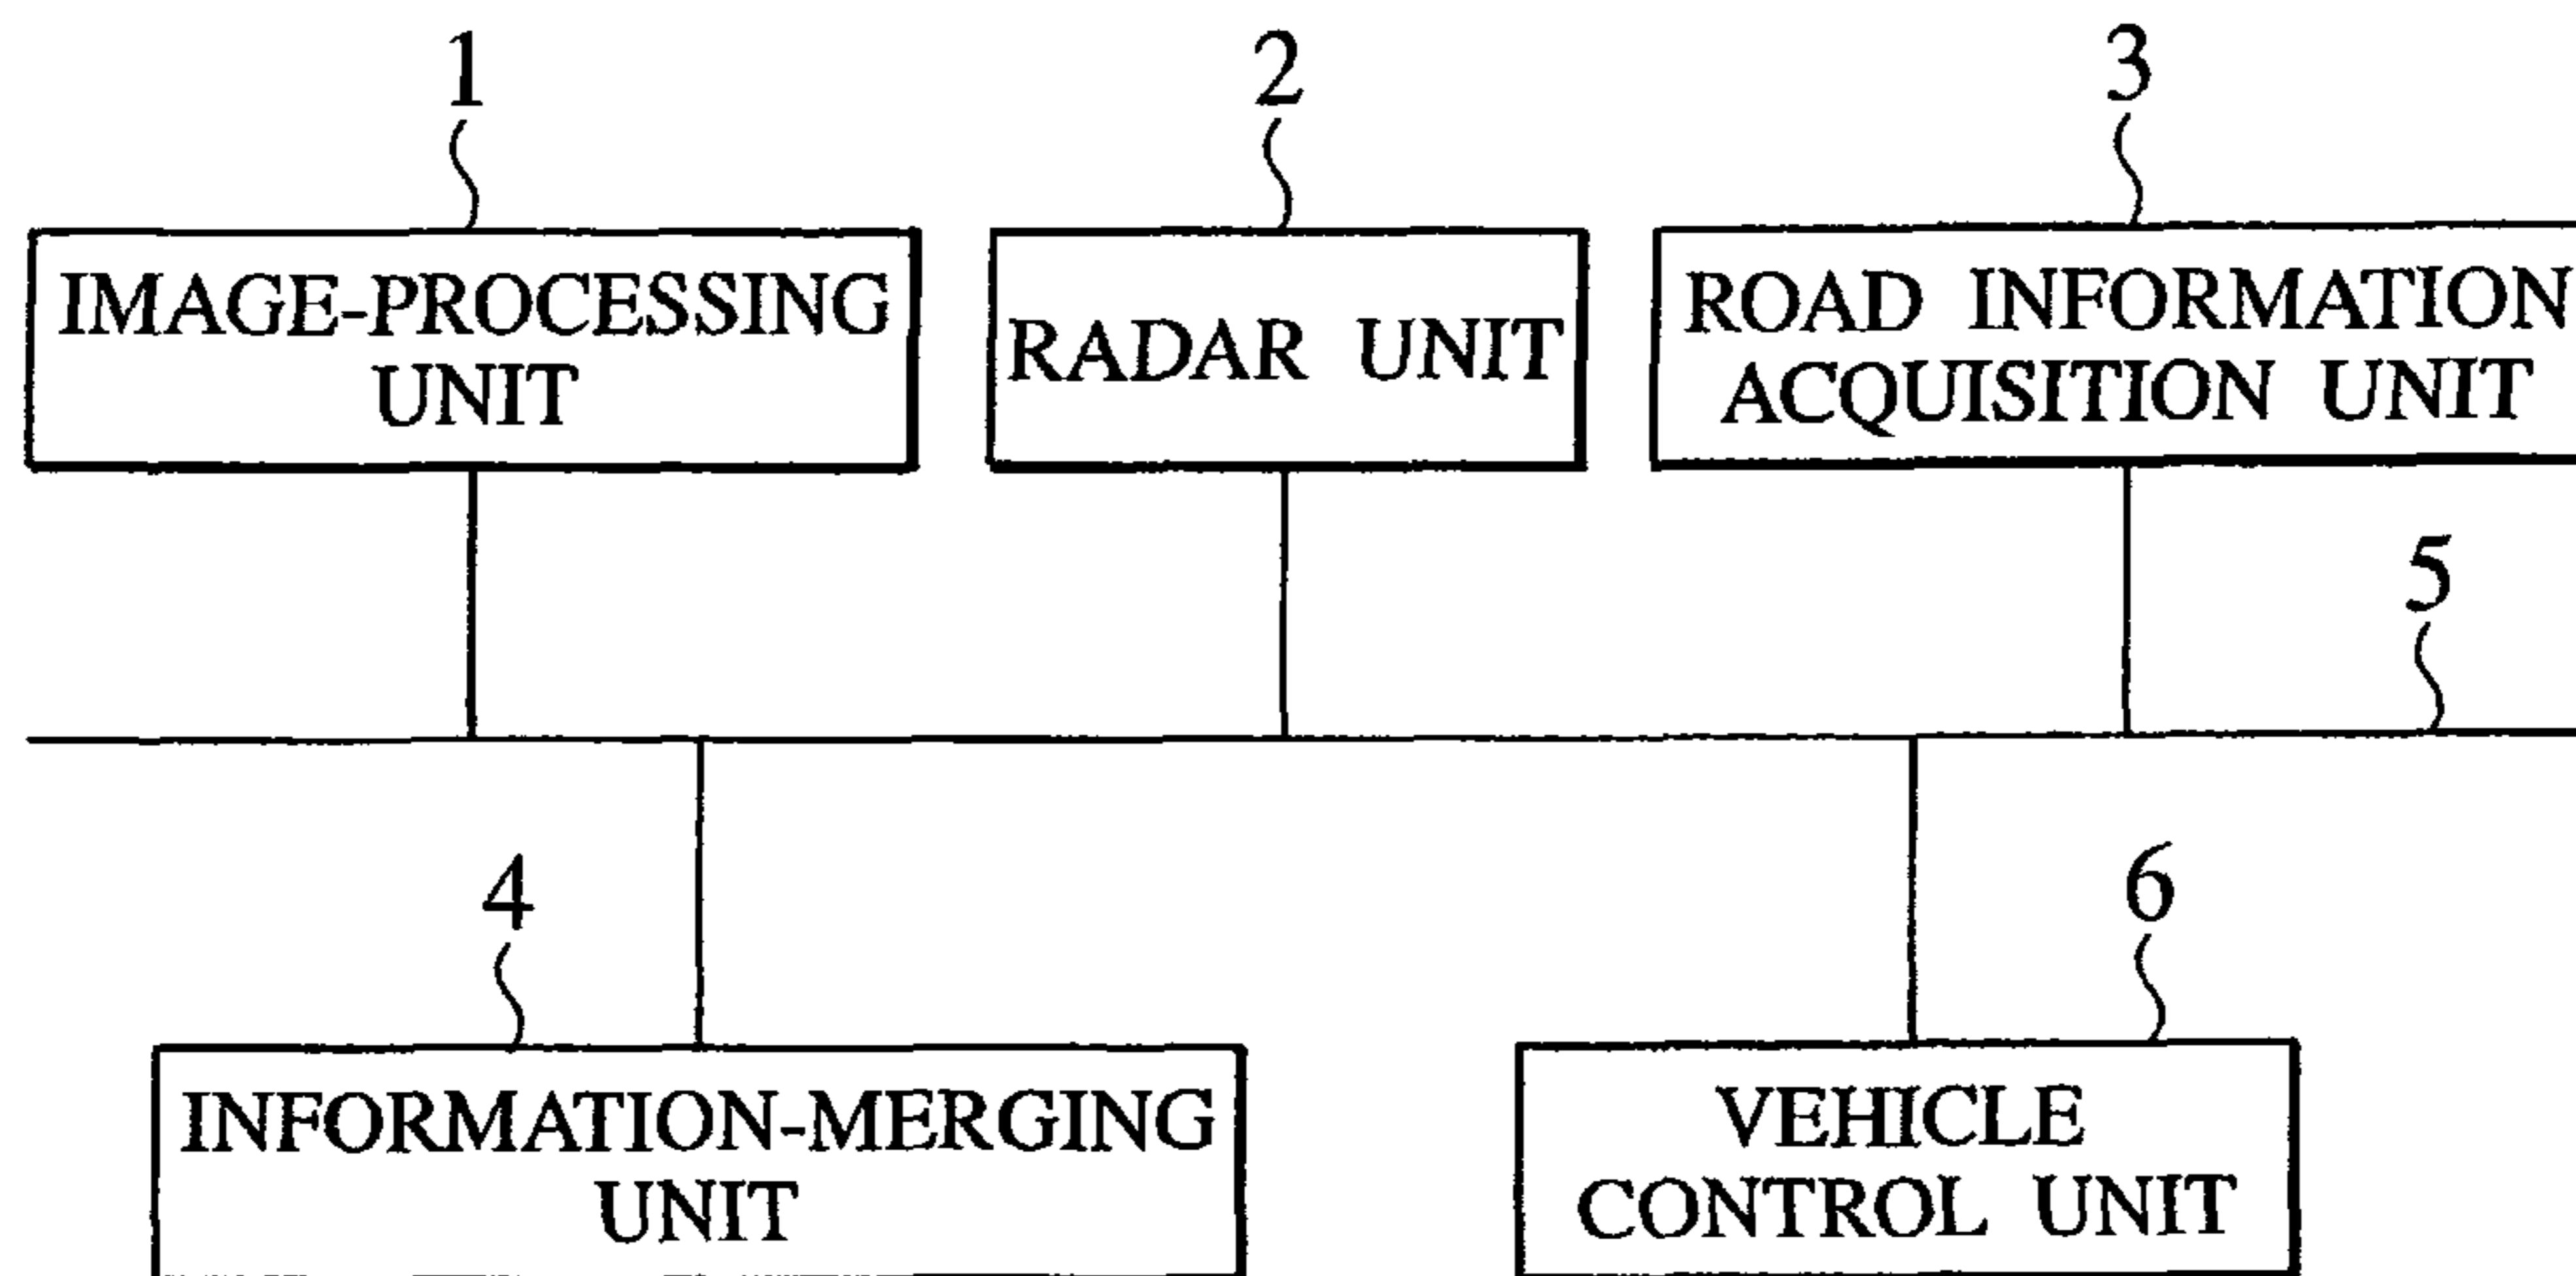 1
2
3
IMAGE-PROCESSING
UNIT
RADAR UNIT
ROAD INFORMATION
ACQUISITION UNIT
5
4
6
INFORMATION-MERGING
UNIT
VEHICLE
CONTROL UNIT